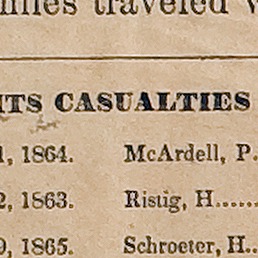 miles traveled
ITS CASUALTIES
1, 1864. McArdell, P.
2, 1863. Ristig, H......
9, 1865. Schroeter, H..